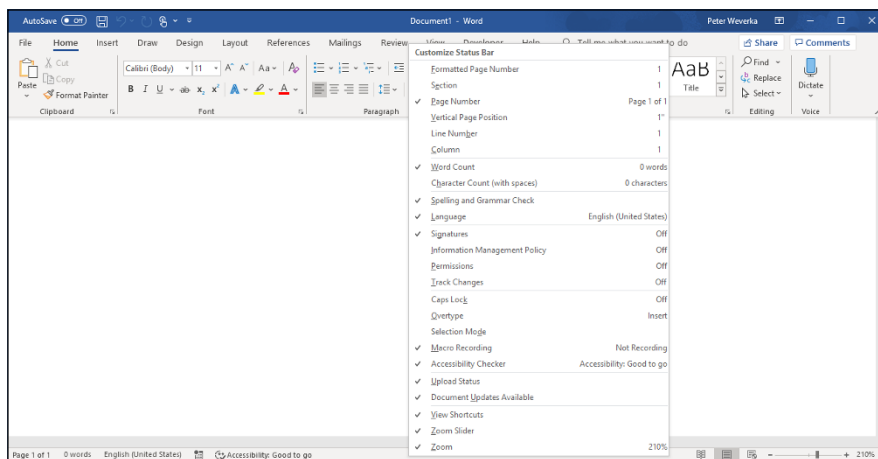 AutoSave Off Document1 - Word Peter Weverka
File Home Insert Draw Design Layout References Mailings Review View Developer Help Tell me what you want to do Share Comments
Paste
Cut
Copy
Format Painter
Clipboard
Calibri (Body) 11 A^ Aˇ Aa A
B I U ab x₂ x² A A
Font
Paragraph
AaB
Title
Find
Replace
Select
Editing
Dictate
Voice
Customize Status Bar
Formatted Page Number 1
Section 1
Page Number Page 1 of 1
Vertical Page Position 1"
Line Number 1
Column 1
Word Count 0 words
Character Count (with spaces) 0 characters
Spelling and Grammar Check
Language English (United States)
Signatures Off
Information Management Policy Off
Permissions Off
Track Changes Off
Caps Lock Off
Overtype Insert
Selection Mode
Macro Recording Not Recording
Accessibility Checker Accessibility: Good to go
Upload Status
Document Updates Available
View Shortcuts
Zoom Slider
Zoom 210%
Page 1 of 1 0 words English (United States) Accessibility: Good to go - + 210%